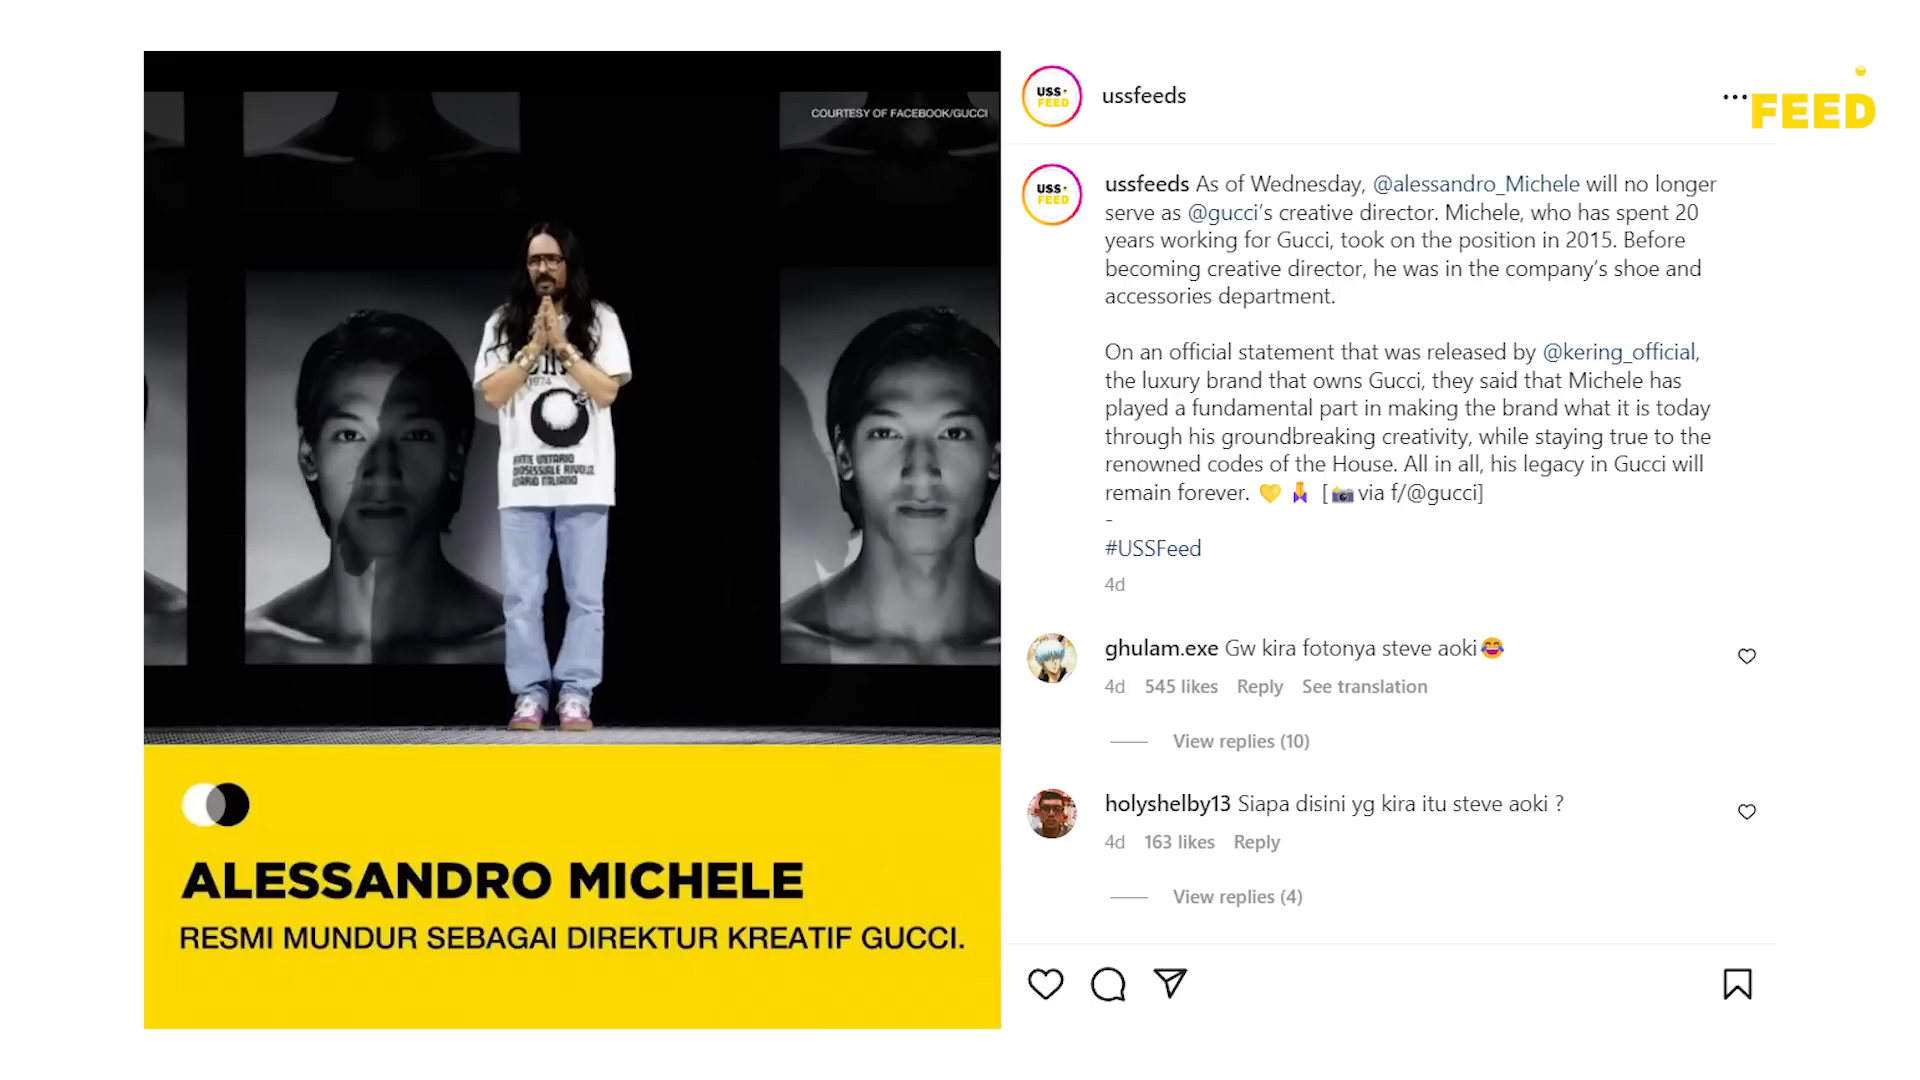 COURTESY OF FACEBOOK/GUCCI
1974
ALESSANDRO MICHELE
RESMI MUNDUR SEBAGAI DIREKTUR KREATIF GUCCI.
USS
FEED
ussfeeds
...
FEED
USS
FEED
ussfeeds As of Wednesday, @alessandro_Michele will no longer
serve as @gucci’s creative director. Michele, who has spent 20
years working for Gucci, took on the position in 2015. Before
becoming creative director, he was in the company’s shoe and
accessories department.
On an official statement that was released by @kering_official,
the luxury brand that owns Gucci, they said that Michele has
played a fundamental part in making the brand what it is today
through his groundbreaking creativity, while staying true to the
renowned codes of the House. All in all, his legacy in Gucci will
remain forever. 💛 🙏 [📸 via f/@gucci]
-
#USSFeed
4d
ghulam.exe Gw kira fotonya steve aoki😂
4d 545 likes Reply See translation
View replies (10)
holyshelby13 Siapa disini yg kira itu steve aoki ?
4d 163 likes Reply
View replies (4)